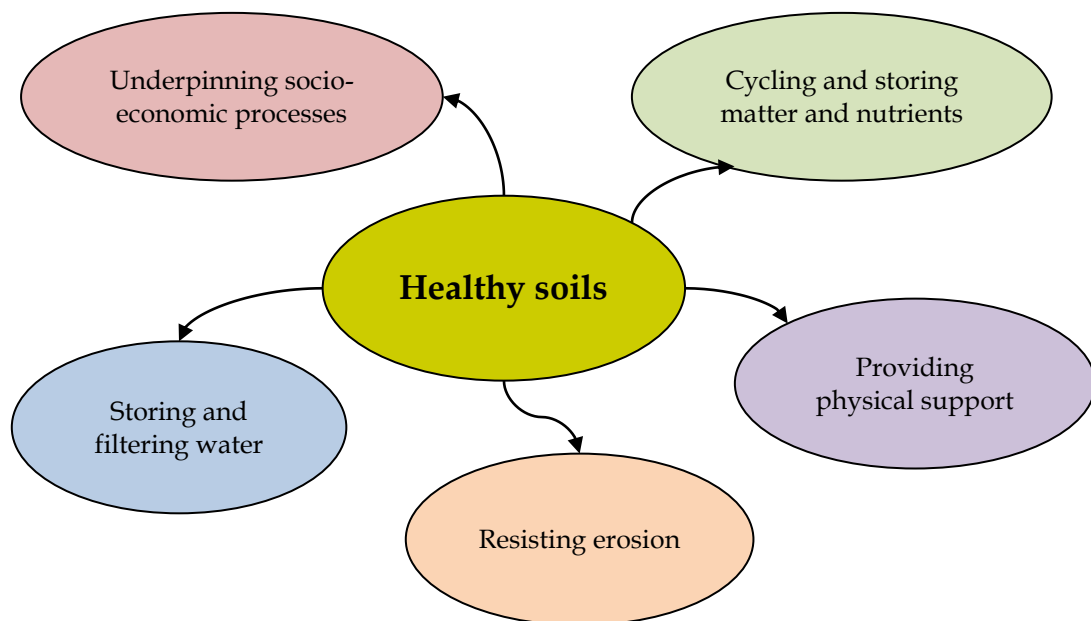 Underpinning socio-
economic processes
Cycling and storing
matter and nutrients
Healthy soils
Providing
physical support
Storing and
filtering water
Resisting erosion